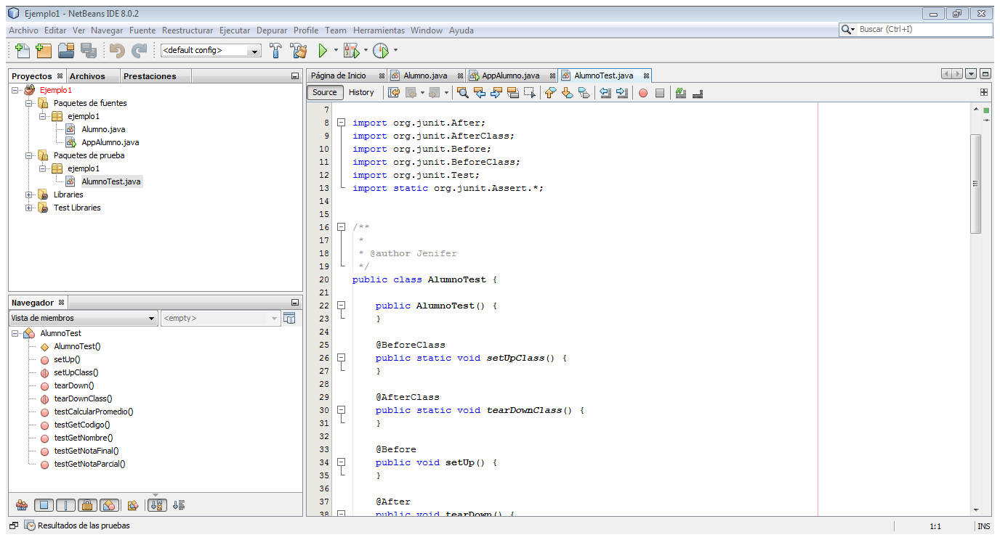 Ejemplo1 - NetBeans IDE 8.0.2
Archivo Editar Ver Navegar Fuente Reestructurar Ejecutar Depurar Profile Team Herramientas Window Ayuda
Buscar (Ctrl+I)
<default config>
Proyectos Archivos Prestaciones
Ejemplo1
Paquetes de fuentes
ejemplo1
Alumno.java
AppAlumno.java
Paquetes de prueba
ejemplo1
AlumnoTest.java
Libraries
Test Libraries
Navegador
Vista de miembros <empty>
AlumnoTest
AlumnoTest()
setUp()
setUpClass()
tearDown()
tearDownClass()
testCalcularPromedio()
testGetCodigo()
testGetNombre()
testGetNotaFinal()
testGetNotaParcial()
Página de Inicio Alumno.java AppAlumno.java AlumnoTest.java
Source History
7
8 import org.junit.After;
9 import org.junit.AfterClass;
10 import org.junit.Before;
11 import org.junit.BeforeClass;
12 import org.junit.Test;
13 import static org.junit.Assert.*;
14
15
16 /**
17 *
18 * @author Jenifer
19 */
20 public class AlumnoTest {
21
22 public AlumnoTest() {
23 }
24
25 @BeforeClass
26 public static void setUpClass() {
27 }
28
29 @AfterClass
30 public static void tearDownClass() {
31 }
32
33 @Before
34 public void setUp() {
35 }
36
37 @After
38 public void tearDown() {
Resultados de las pruebas
1:1 INS